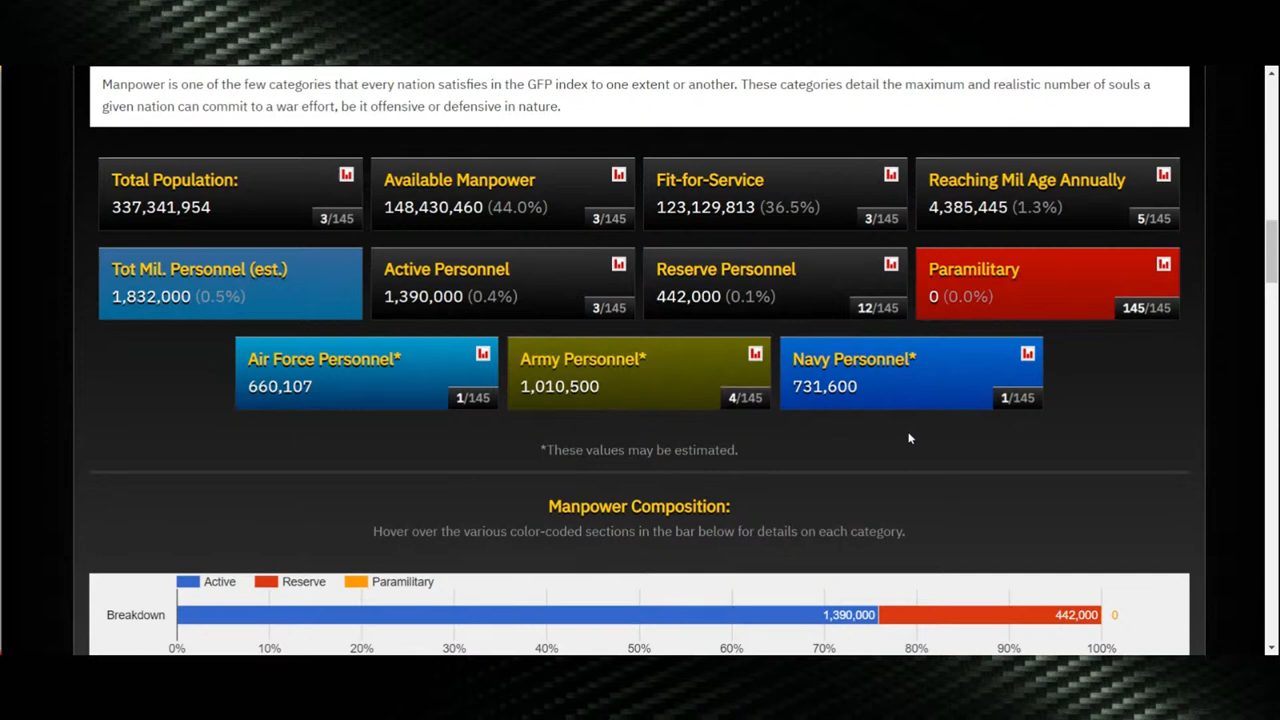 Manpower is one of the few categories that every nation satisfies in the GFP index to one extent or another. These categories detail the maximum and realistic number of souls a
given nation can commit to a war effort, be it offensive or defensive in nature.
Total Population:
337,341,954
3/145
Available Manpower
148,430,460 (44.0%)
3/145
Fit-for-Service
123,129,813 (36.5%)
3/145
Reaching Mil Age Annually
4,385,445 (1.3%)
5/145
Tot Mil. Personnel (est.)
1,832,000 (0.5%)
Active Personnel
1,390,000 (0.4%)
3/145
Reserve Personnel
442,000 (0.1%)
12/145
Paramilitary
0 (0.0%)
145/145
Air Force Personnel*
660,107
1/145
Army Personnel*
1,010,500
4/145
Navy Personnel*
731,600
1/145
*These values may be estimated.
Manpower Composition:
Hover over the various color-coded sections in the bar below for details on each category.
Active Reserve Paramilitary
Breakdown 1,390,000 442,000 0
0% 10% 20% 30% 40% 50% 60% 70% 80% 90% 100%